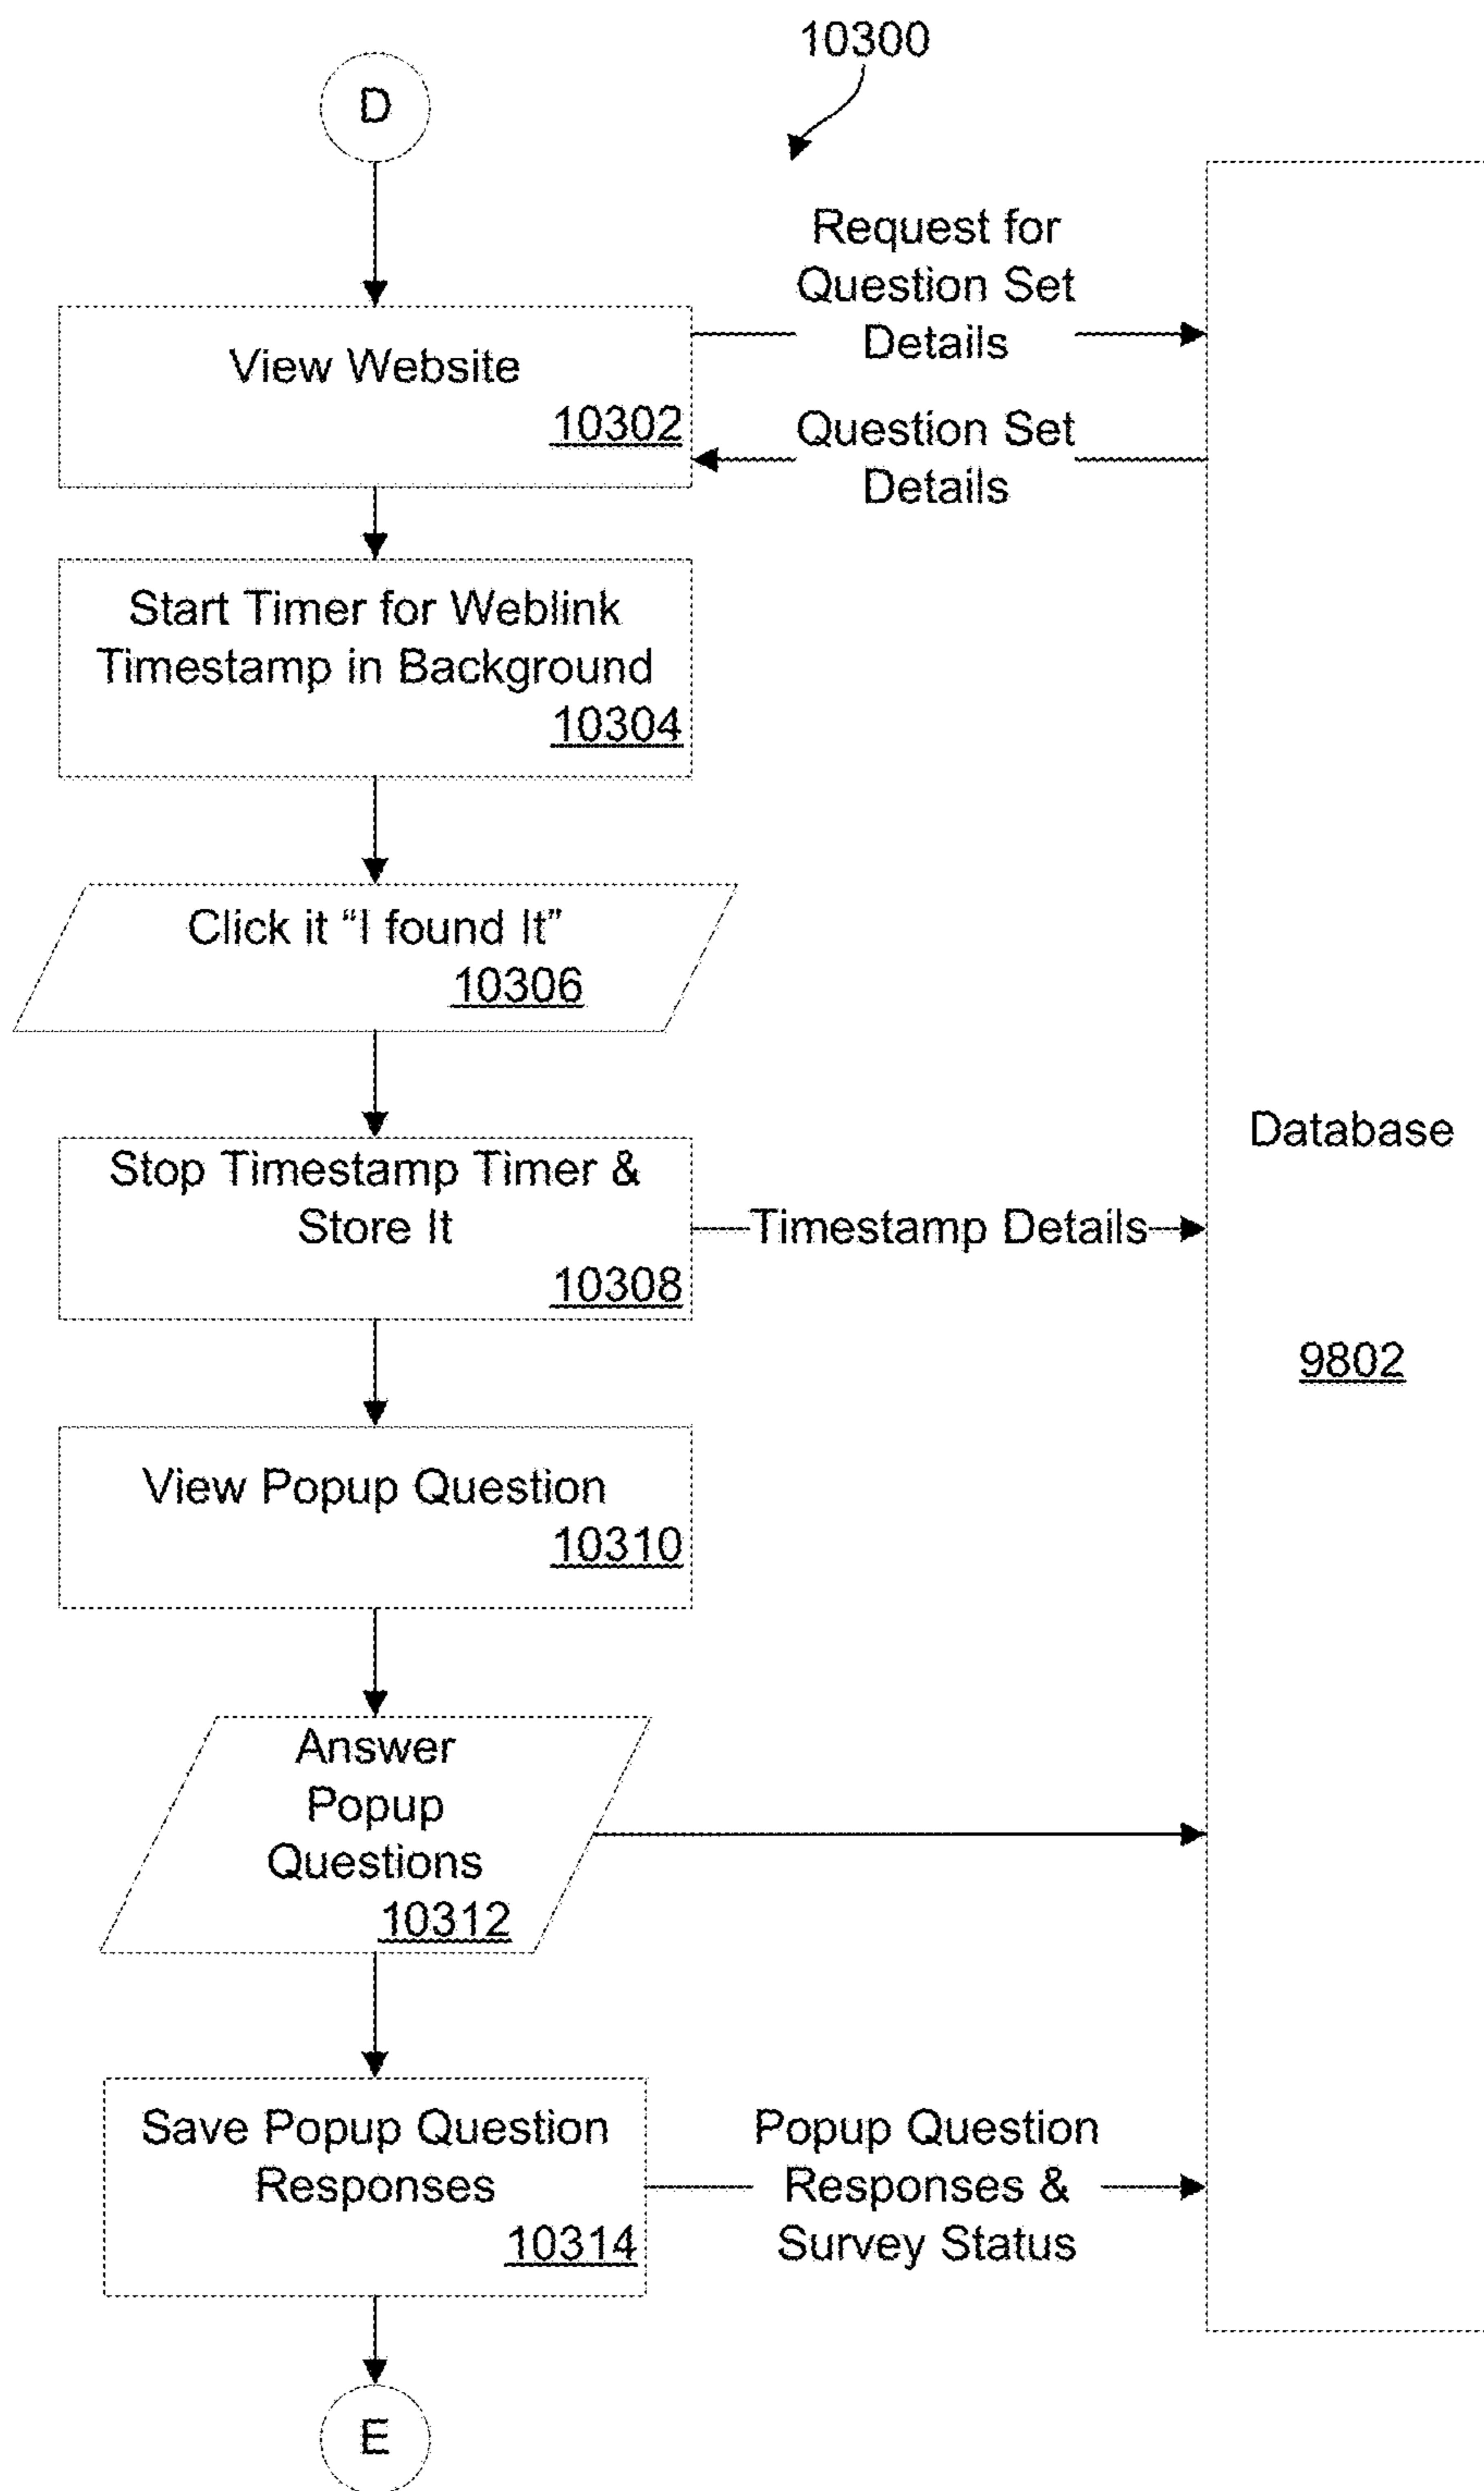 10300
D
Request for
Question Set
Details
View Website
10302
Question Set
Details
Start Timer for Weblink
Timestamp in Background
10304
Click it “I found It”
10306
Stop Timestamp Timer &
Store It
10308
Timestamp Details
Database
9802
View Popup Question
10310
Answer
Popup
Questions
10312
Save Popup Question
Responses
10314
Popup Question
Responses &
Survey Status
E